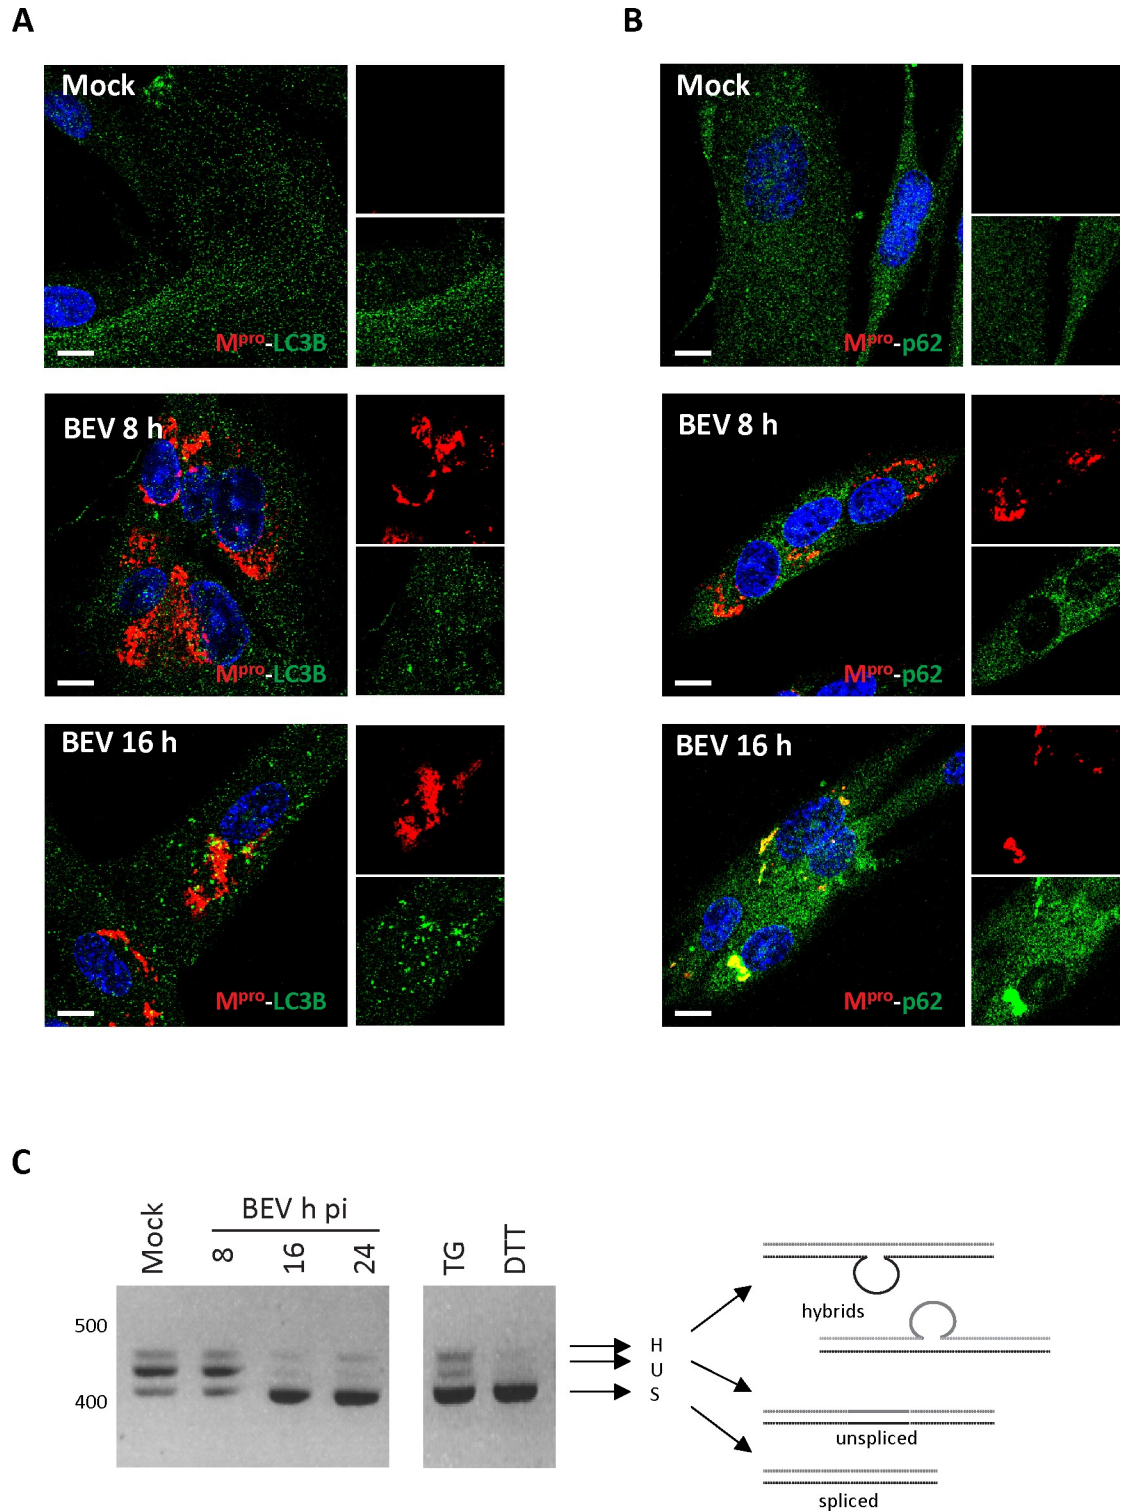 A
B
Mock
Mpro-LC3B
Mock
Mpro-p62
BEV 8 h
Mpro-LC3B
BEV 8 h
Mpro-p62
BEV 16 h
Mpro-LC3B
BEV 16 h
Mpro-p62
C
BEV h pi
Mock
8
16
24
TG
DTT
500
400
H
U
S
hybrids
unspliced
spliced